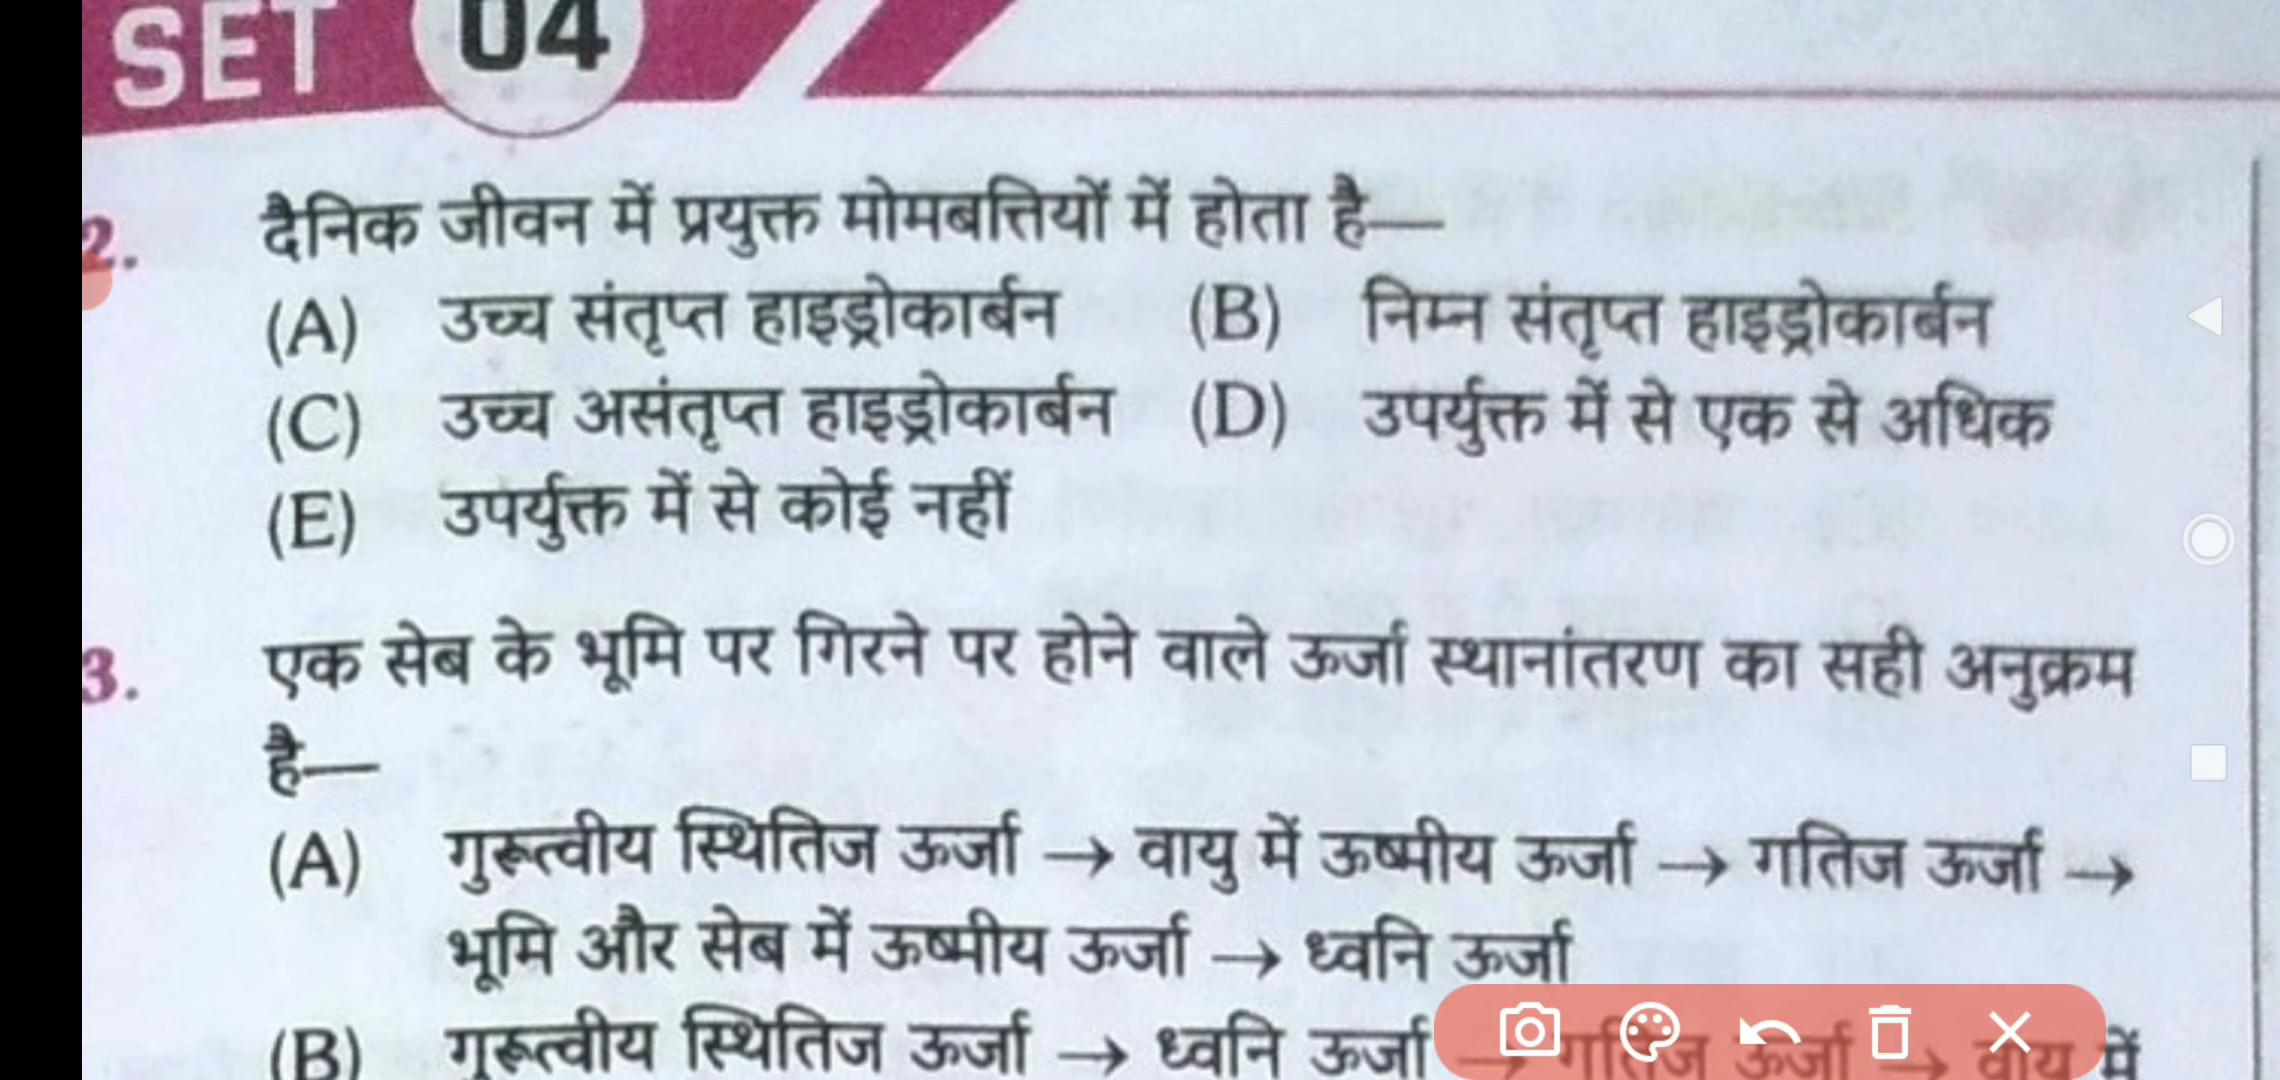 SET 04
2. दैनिक जीवन में प्रयुक्त मोमबत्तियों में होता है—
(A) उच्च संतृप्त हाइड्रोकार्बन (B) निम्न संतृप्त हाइड्रोकार्बन
(C) उच्च असंतृप्त हाइड्रोकार्बन (D) उपर्युक्त में से एक से अधिक
(E) उपर्युक्त में से कोई नहीं
3. एक सेब के भूमि पर गिरने पर होने वाले ऊर्जा स्थानांतरण का सही अनुक्रम
है—
(A) गुरूत्वीय स्थितिज ऊर्जा → वायु में ऊष्मीय ऊर्जा → गतिज ऊर्जा →
भूमि और सेब में ऊष्मीय ऊर्जा → ध्वनि ऊर्जा
(B) गुरूत्वीय स्थितिज ऊर्जा → ध्वनि ऊर्जा → गतिज ऊर्जा → वायु में